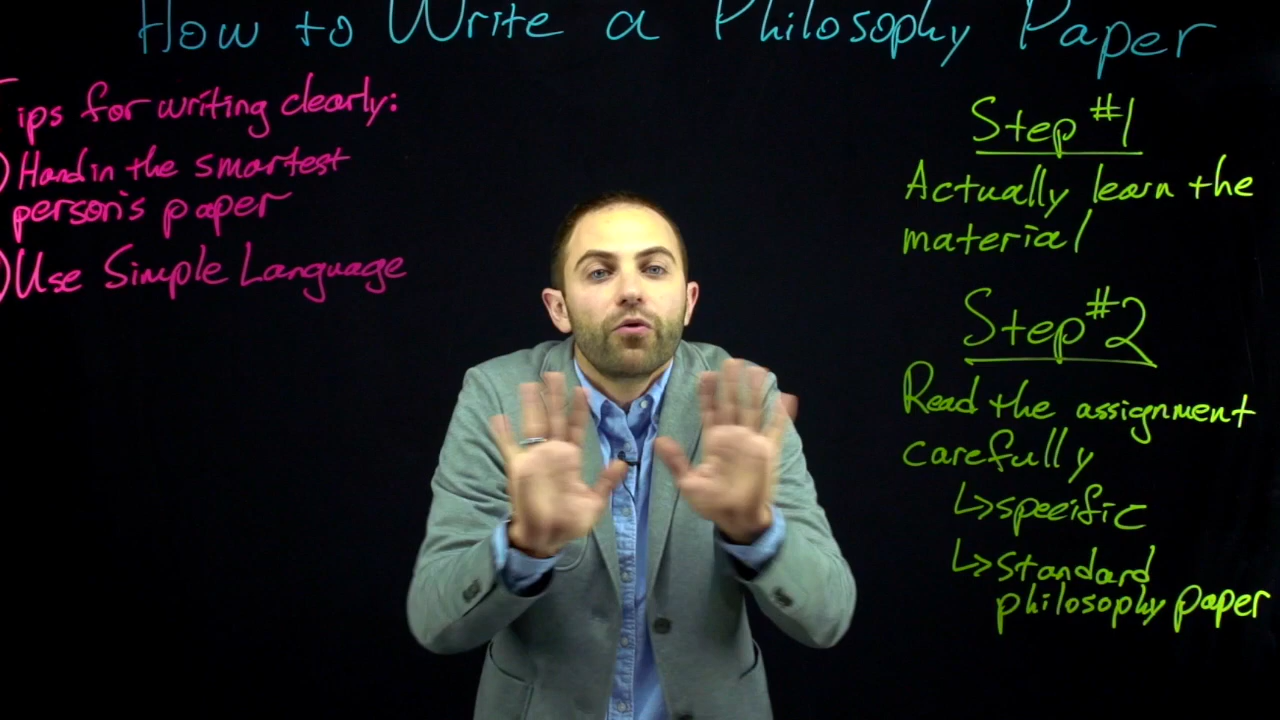 How to Write a Philosophy Paper
Tips for writing clearly:
) Hand in the smartest
person's paper
) Use Simple Language
Step #1
Actually learn the
material
Step #2
Read the assignment
carefully
↳specific
↳standard
philosophy paper